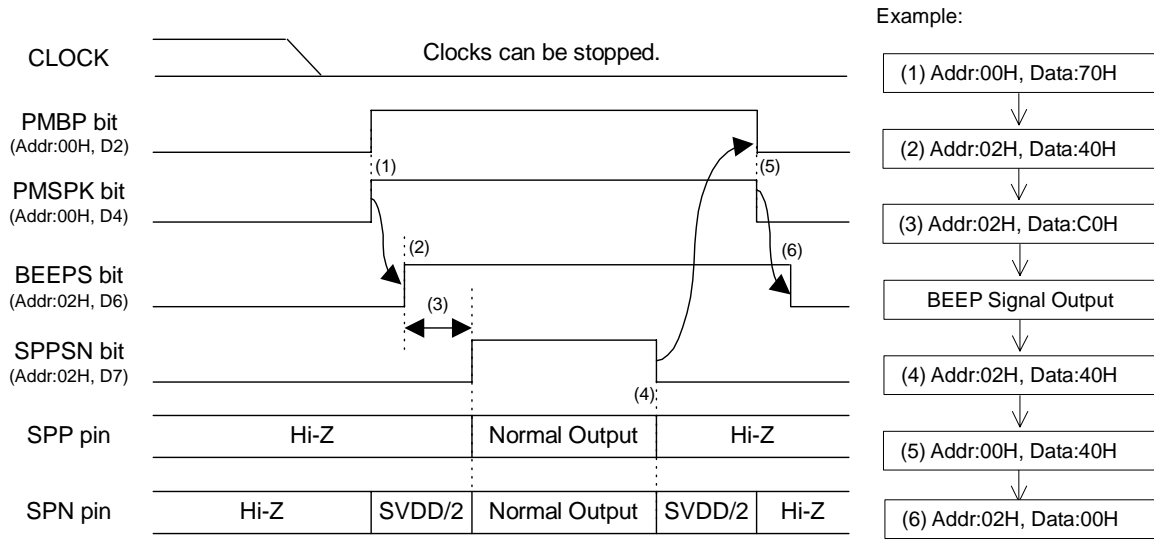 Example:
CLOCK
Clocks can be stopped.
(1) Addr:00H, Data:70H
PMBP bit
(Addr:00H, D2)
(2) Addr:02H, Data:40H
(1)
(5)
PMSPK bit
(Addr:00H, D4)
(3) Addr:02H, Data:C0H
(2)
(6)
BEEPS bit
(Addr:02H, D6)
(3)
BEEP Signal Output
SPPSN bit
(Addr:02H, D7)
(4)
(4) Addr:02H, Data:40H
SPP pin
Hi-Z
Normal Output
Hi-Z
(5) Addr:00H, Data:40H
SPN pin
Hi-Z
SVDD/2
Normal Output
SVDD/2
Hi-Z
(6) Addr:02H, Data:00H